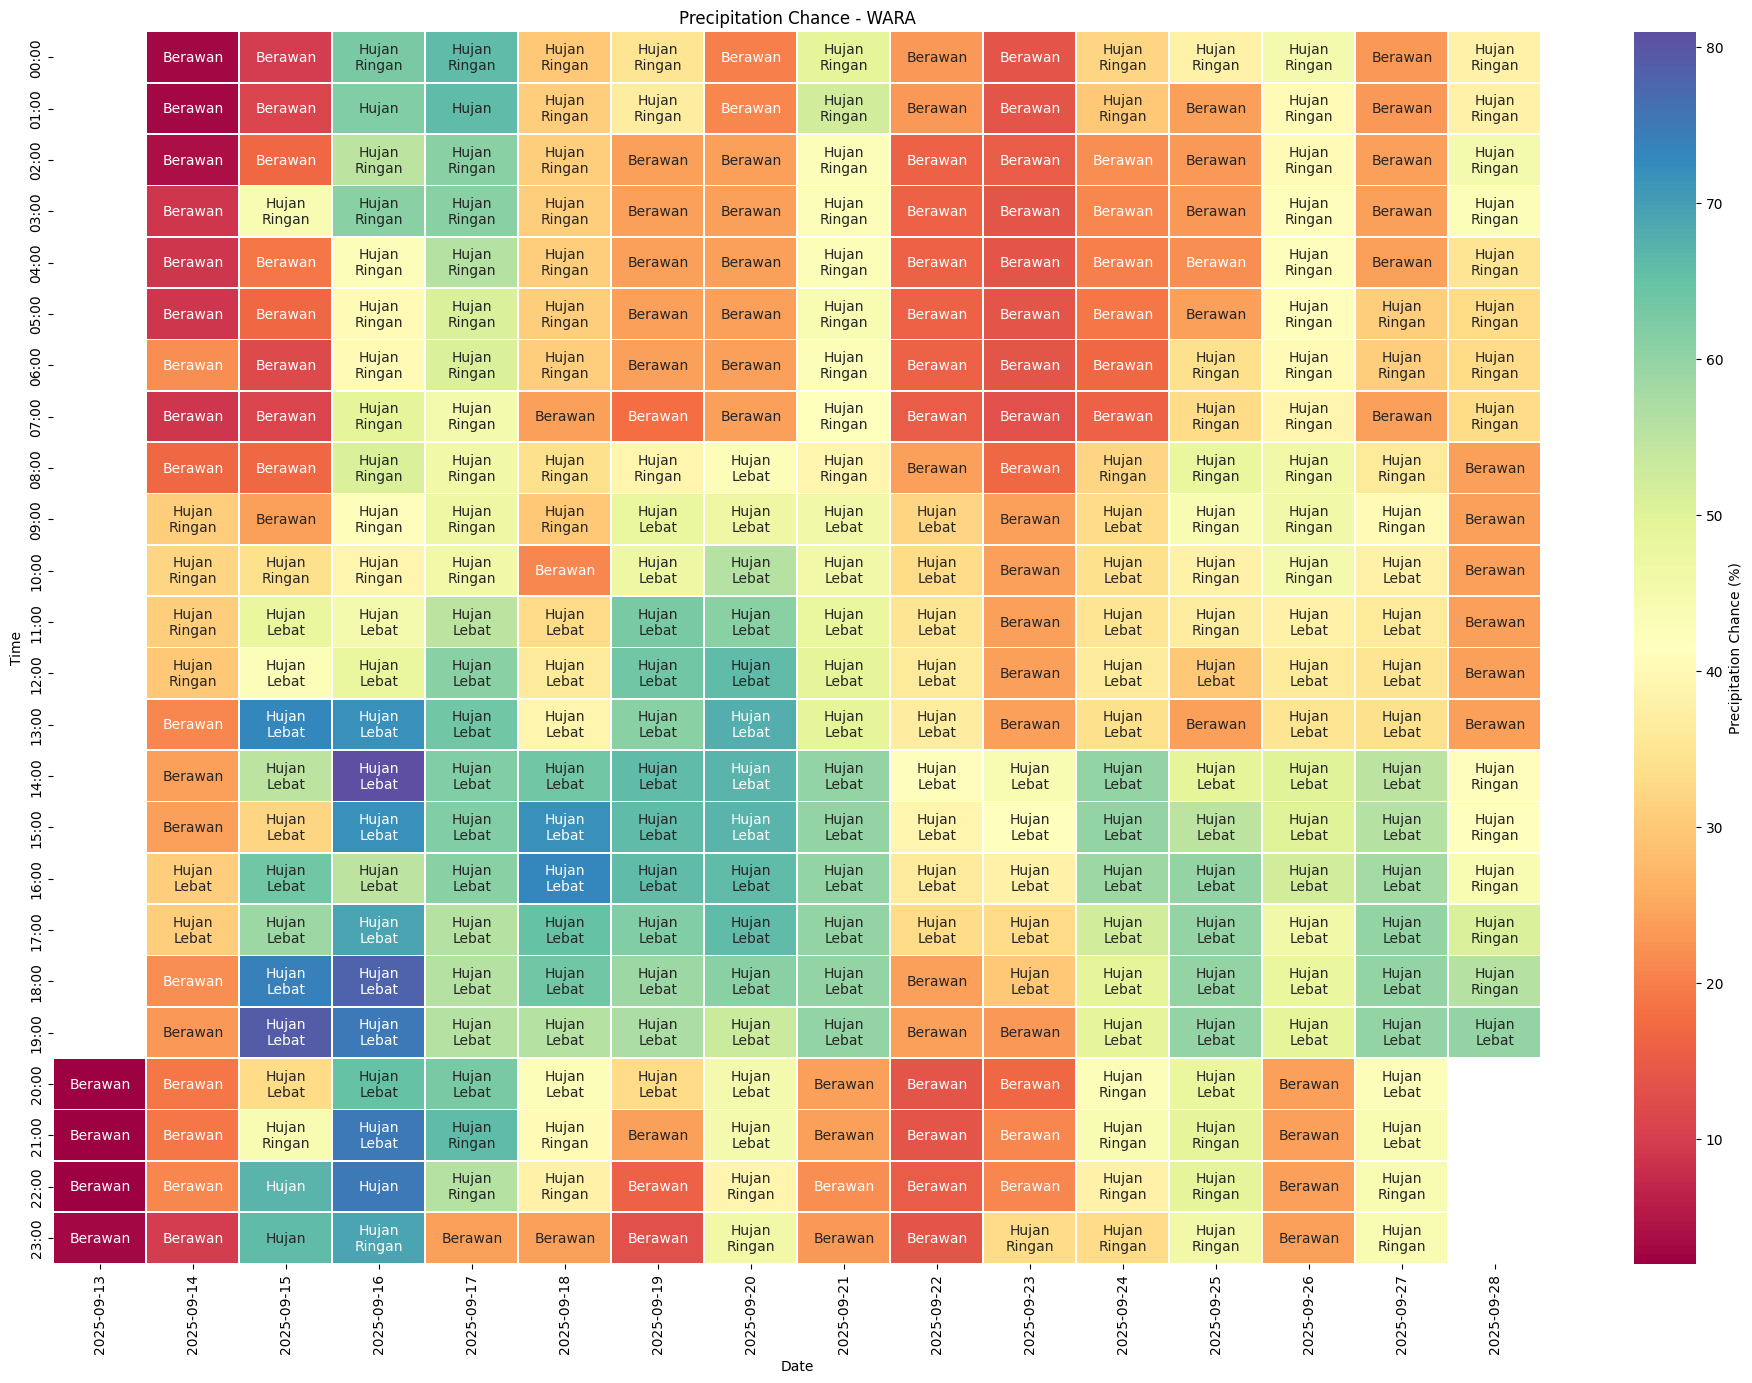 Precipitation Chance - WARA
00:00 Berawan Berawan Hujan Ringan Hujan Ringan Hujan Ringan Hujan Ringan Berawan Hujan Ringan Berawan Berawan Hujan Ringan Hujan Ringan Hujan Ringan Berawan Hujan Ringan
01:00 Berawan Berawan Hujan Hujan Hujan Ringan Hujan Ringan Berawan Hujan Ringan Berawan Berawan Hujan Ringan Berawan Hujan Ringan Berawan Hujan Ringan
02:00 Berawan Berawan Hujan Ringan Hujan Ringan Hujan Ringan Berawan Berawan Hujan Ringan Berawan Berawan Berawan Berawan Hujan Ringan Berawan Hujan Ringan
03:00 Berawan Hujan Ringan Hujan Ringan Hujan Ringan Hujan Ringan Berawan Berawan Hujan Ringan Berawan Berawan Berawan Berawan Hujan Ringan Berawan Hujan Ringan
04:00 Berawan Berawan Hujan Ringan Hujan Ringan Hujan Ringan Berawan Berawan Hujan Ringan Berawan Berawan Berawan Berawan Hujan Ringan Berawan Hujan Ringan
05:00 Berawan Berawan Hujan Ringan Hujan Ringan Hujan Ringan Berawan Berawan Hujan Ringan Berawan Berawan Berawan Berawan Hujan Ringan Hujan Ringan Hujan Ringan
06:00 Berawan Berawan Hujan Ringan Hujan Ringan Hujan Ringan Berawan Berawan Hujan Ringan Berawan Berawan Berawan Hujan Ringan Hujan Ringan Hujan Ringan Hujan Ringan
07:00 Berawan Berawan Hujan Ringan Hujan Ringan Berawan Berawan Berawan Hujan Ringan Berawan Berawan Berawan Hujan Ringan Hujan Ringan Berawan Hujan Ringan
08:00 Berawan Berawan Hujan Ringan Hujan Ringan Hujan Ringan Hujan Ringan Hujan Lebat Hujan Ringan Berawan Berawan Hujan Ringan Hujan Ringan Hujan Ringan Hujan Ringan Berawan
09:00 Hujan Ringan Berawan Hujan Ringan Hujan Ringan Hujan Ringan Hujan Lebat Hujan Lebat Hujan Lebat Hujan Lebat Berawan Hujan Lebat Hujan Ringan Hujan Ringan Hujan Ringan Berawan
10:00 Hujan Ringan Hujan Ringan Hujan Ringan Hujan Ringan Berawan Hujan Lebat Hujan Lebat Hujan Lebat Hujan Lebat Berawan Hujan Lebat Hujan Ringan Hujan Ringan Hujan Lebat Berawan
11:00 Hujan Ringan Hujan Lebat Hujan Lebat Hujan Lebat Hujan Lebat Hujan Lebat Hujan Lebat Hujan Lebat Hujan Lebat Berawan Hujan Lebat Hujan Ringan Hujan Lebat Hujan Lebat Berawan
12:00 Hujan Ringan Hujan Lebat Hujan Lebat Hujan Lebat Hujan Lebat Hujan Lebat Hujan Lebat Hujan Lebat Hujan Lebat Berawan Hujan Lebat Hujan Lebat Hujan Lebat Hujan Lebat Berawan
13:00 Berawan Hujan Lebat Hujan Lebat Hujan Lebat Hujan Lebat Hujan Lebat Hujan Lebat Hujan Lebat Hujan Lebat Berawan Hujan Lebat Berawan Hujan Lebat Hujan Lebat Berawan
14:00 Berawan Hujan Lebat Hujan Lebat Hujan Lebat Hujan Lebat Hujan Lebat Hujan Lebat Hujan Lebat Hujan Lebat Hujan Lebat Hujan Lebat Hujan Lebat Hujan Lebat Hujan Lebat Hujan Ringan
15:00 Berawan Hujan Lebat Hujan Lebat Hujan Lebat Hujan Lebat Hujan Lebat Hujan Lebat Hujan Lebat Hujan Lebat Hujan Lebat Hujan Lebat Hujan Lebat Hujan Lebat Hujan Lebat Hujan Ringan
16:00 Hujan Lebat Hujan Lebat Hujan Lebat Hujan Lebat Hujan Lebat Hujan Lebat Hujan Lebat Hujan Lebat Hujan Lebat Hujan Lebat Hujan Lebat Hujan Lebat Hujan Lebat Hujan Lebat Hujan Ringan
17:00 Hujan Lebat Hujan Lebat Hujan Lebat Hujan Lebat Hujan Lebat Hujan Lebat Hujan Lebat Hujan Lebat Hujan Lebat Hujan Lebat Hujan Lebat Hujan Lebat Hujan Lebat Hujan Lebat Hujan Ringan
18:00 Berawan Hujan Lebat Hujan Lebat Hujan Lebat Hujan Lebat Hujan Lebat Hujan Lebat Hujan Lebat Berawan Hujan Lebat Hujan Lebat Hujan Lebat Hujan Lebat Hujan Lebat Hujan Ringan
19:00 Berawan Hujan Lebat Hujan Lebat Hujan Lebat Hujan Lebat Hujan Lebat Hujan Lebat Hujan Lebat Berawan Berawan Hujan Lebat Hujan Lebat Hujan Lebat Hujan Lebat Hujan Lebat
20:00 Berawan Berawan Hujan Lebat Hujan Lebat Hujan Lebat Hujan Lebat Hujan Lebat Hujan Lebat Berawan Berawan Berawan Hujan Ringan Hujan Lebat Berawan Hujan Lebat
21:00 Berawan Berawan Hujan Ringan Hujan Lebat Hujan Ringan Hujan Ringan Berawan Hujan Lebat Berawan Berawan Berawan Hujan Ringan Hujan Ringan Berawan Hujan Lebat
22:00 Berawan Berawan Hujan Hujan Hujan Ringan Hujan Ringan Berawan Hujan Ringan Berawan Berawan Berawan Hujan Ringan Hujan Ringan Berawan Hujan Ringan
23:00 Berawan Berawan Hujan Hujan Ringan Berawan Berawan Berawan Hujan Ringan Berawan Berawan Hujan Ringan Hujan Ringan Hujan Ringan Berawan Hujan Ringan
Time
2025-09-13 2025-09-14 2025-09-15 2025-09-16 2025-09-17 2025-09-18 2025-09-19 2025-09-20 2025-09-21 2025-09-22 2025-09-23 2025-09-24 2025-09-25 2025-09-26 2025-09-27 2025-09-28
Date
80
70
60
50
40
30
20
10
Precipitation Chance (%)